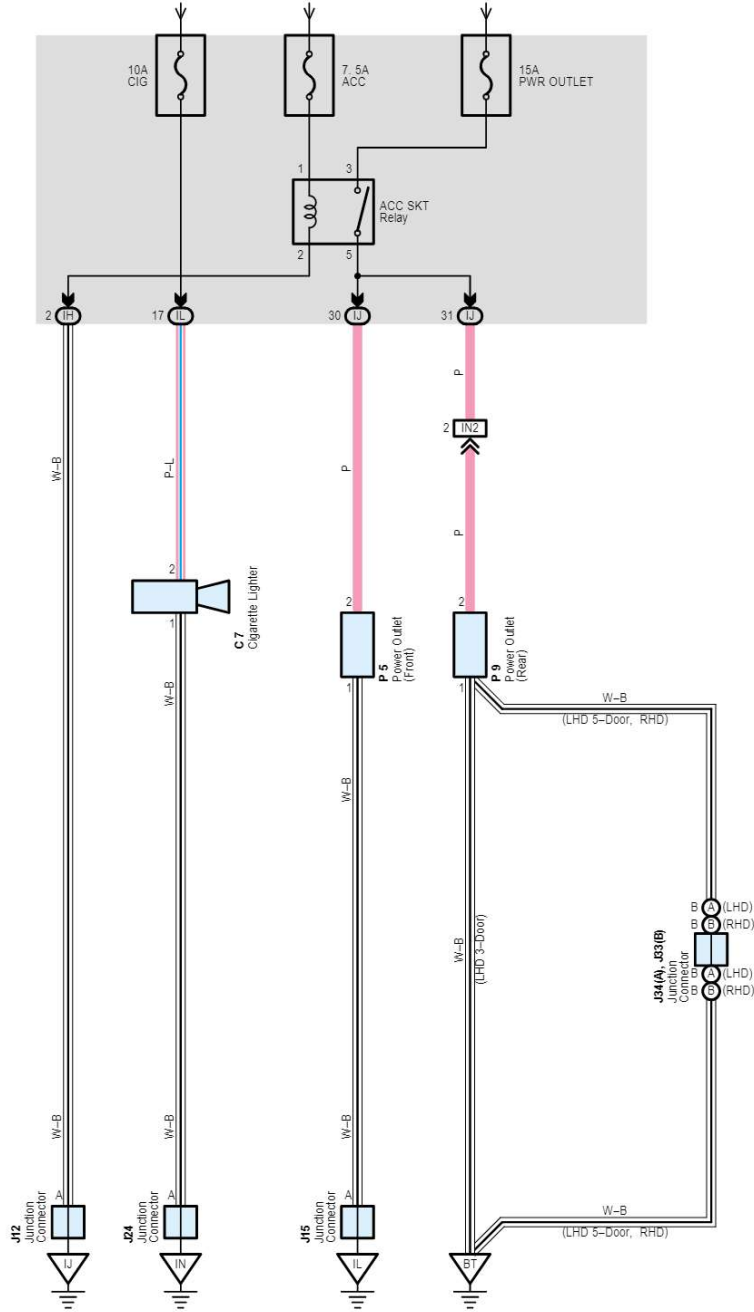 10A
CIG
7. 5A
ACC
15A
PWR OUTLET
1
3
ACC SKT
Relay
2
5
2
IH
17
IL
30
IJ
31
IJ
P
2
IN2
W–B
P–L
P
P
2
C 7
Cigarette Lighter
1
2
P 5
Power Outlet
(Front)
1
2
P 9
Power Outlet
(Rear)
1
W–B
W–B
(LHD 5–Door, RHD)
W–B
W–B
(LHD 3–Door)
B
A
(LHD)
B
B
(RHD)
J34(A), J33(B)
Junction
Connector
B
A
(LHD)
B
B
(RHD)
W–B
W–B
W–B
A
J12
Junction
Connector
A
J24
Junction
Connector
A
J15
Junction
Connector
W–B
(LHD 5–Door, RHD)
IJ
IN
IL
BT